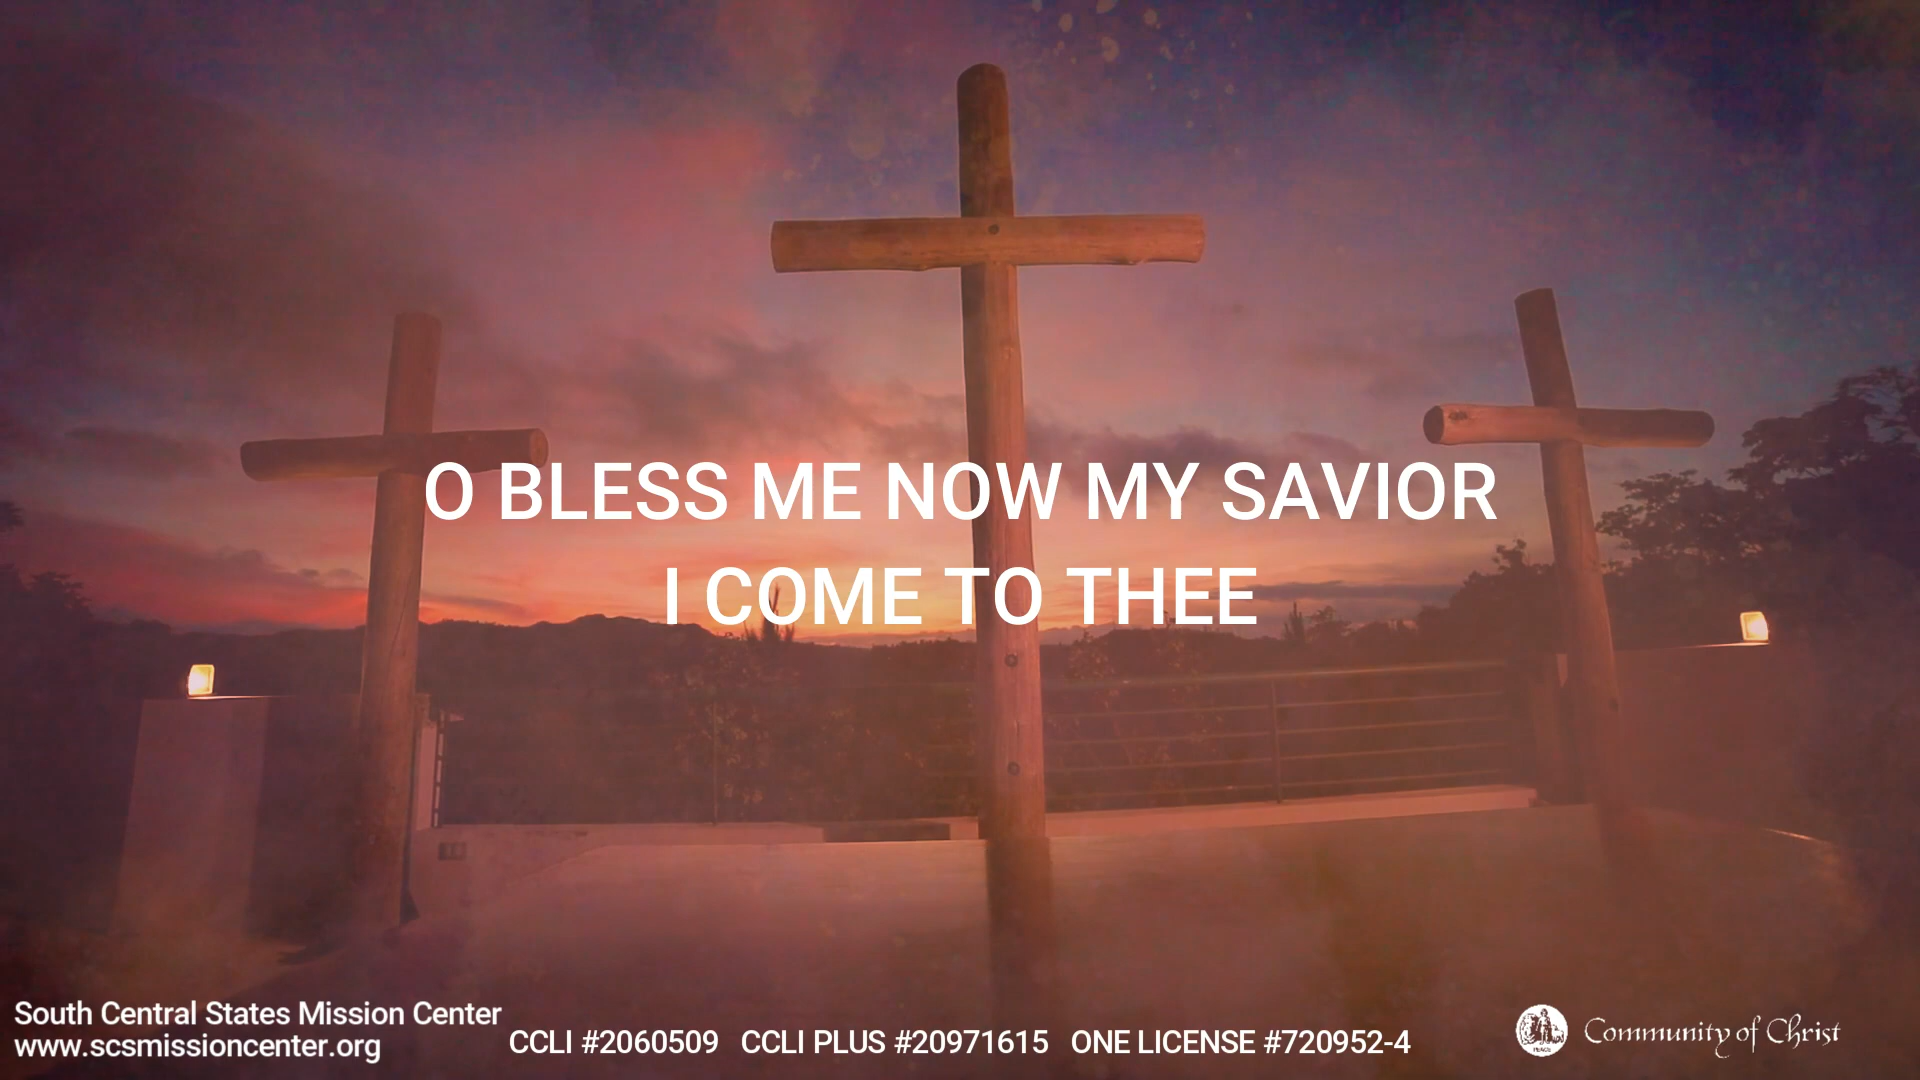 O BLESS ME NOW MY SAVIOR
I COME TO THEE
South Central States Mission Center
www.scsmissioncenter.org
CCLI #2060509 CCLI PLUS #20971615 ONE LICENSE #720952-4
PEACE
Community of Christ